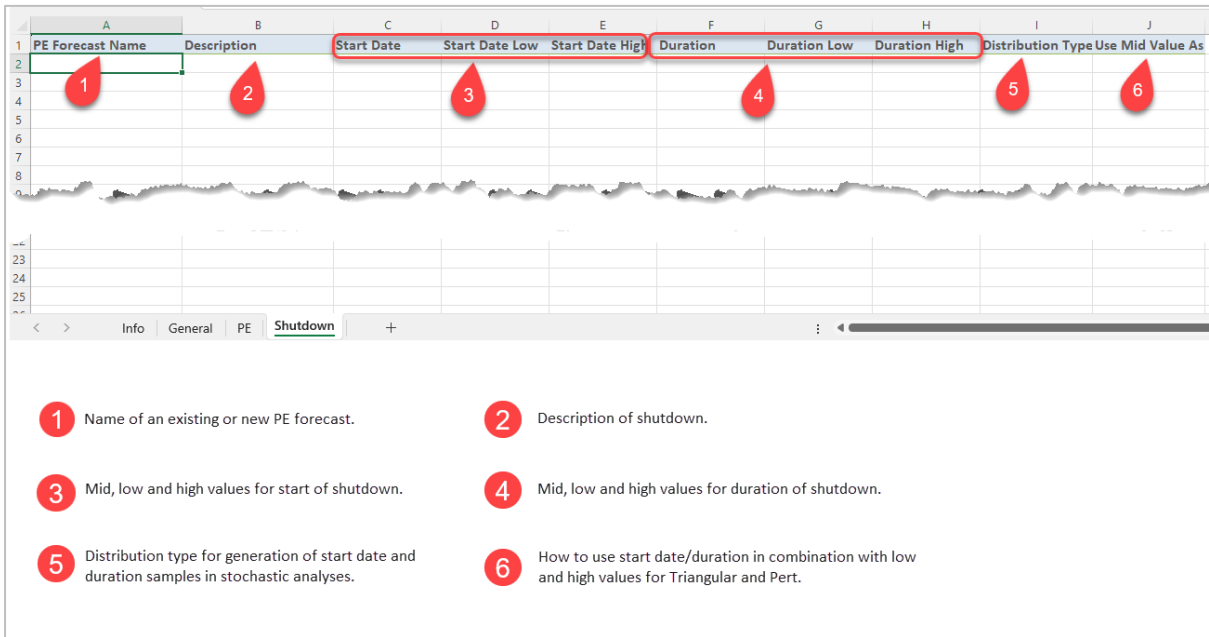 A B C D E F G H I J
1 PE Forecast Name Description Start Date Start Date Low Start Date High Duration Duration Low Duration High Distribution Type Use Mid Value As
2
3
4
5
6
7
8
1 2 3 4 5 6
23
24
25
Info General PE Shutdown +
1 Name of an existing or new PE forecast.
2 Description of shutdown.
3 Mid, low and high values for start of shutdown.
4 Mid, low and high values for duration of shutdown.
5 Distribution type for generation of start date and
duration samples in stochastic analyses.
6 How to use start date/duration in combination with low
and high values for Triangular and Pert.